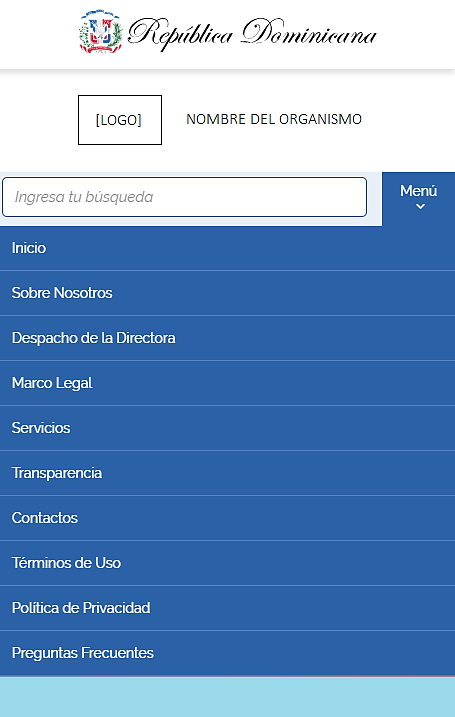 República Dominicana
[LOGO]
NOMBRE DEL ORGANISMO
Ingresa tu búsqueda
Menú
Inicio
Sobre Nosotros
Despacho de la Directora
Marco Legal
Servicios
Transparencia
Contactos
Términos de Uso
Política de Privacidad
Preguntas Frecuentes